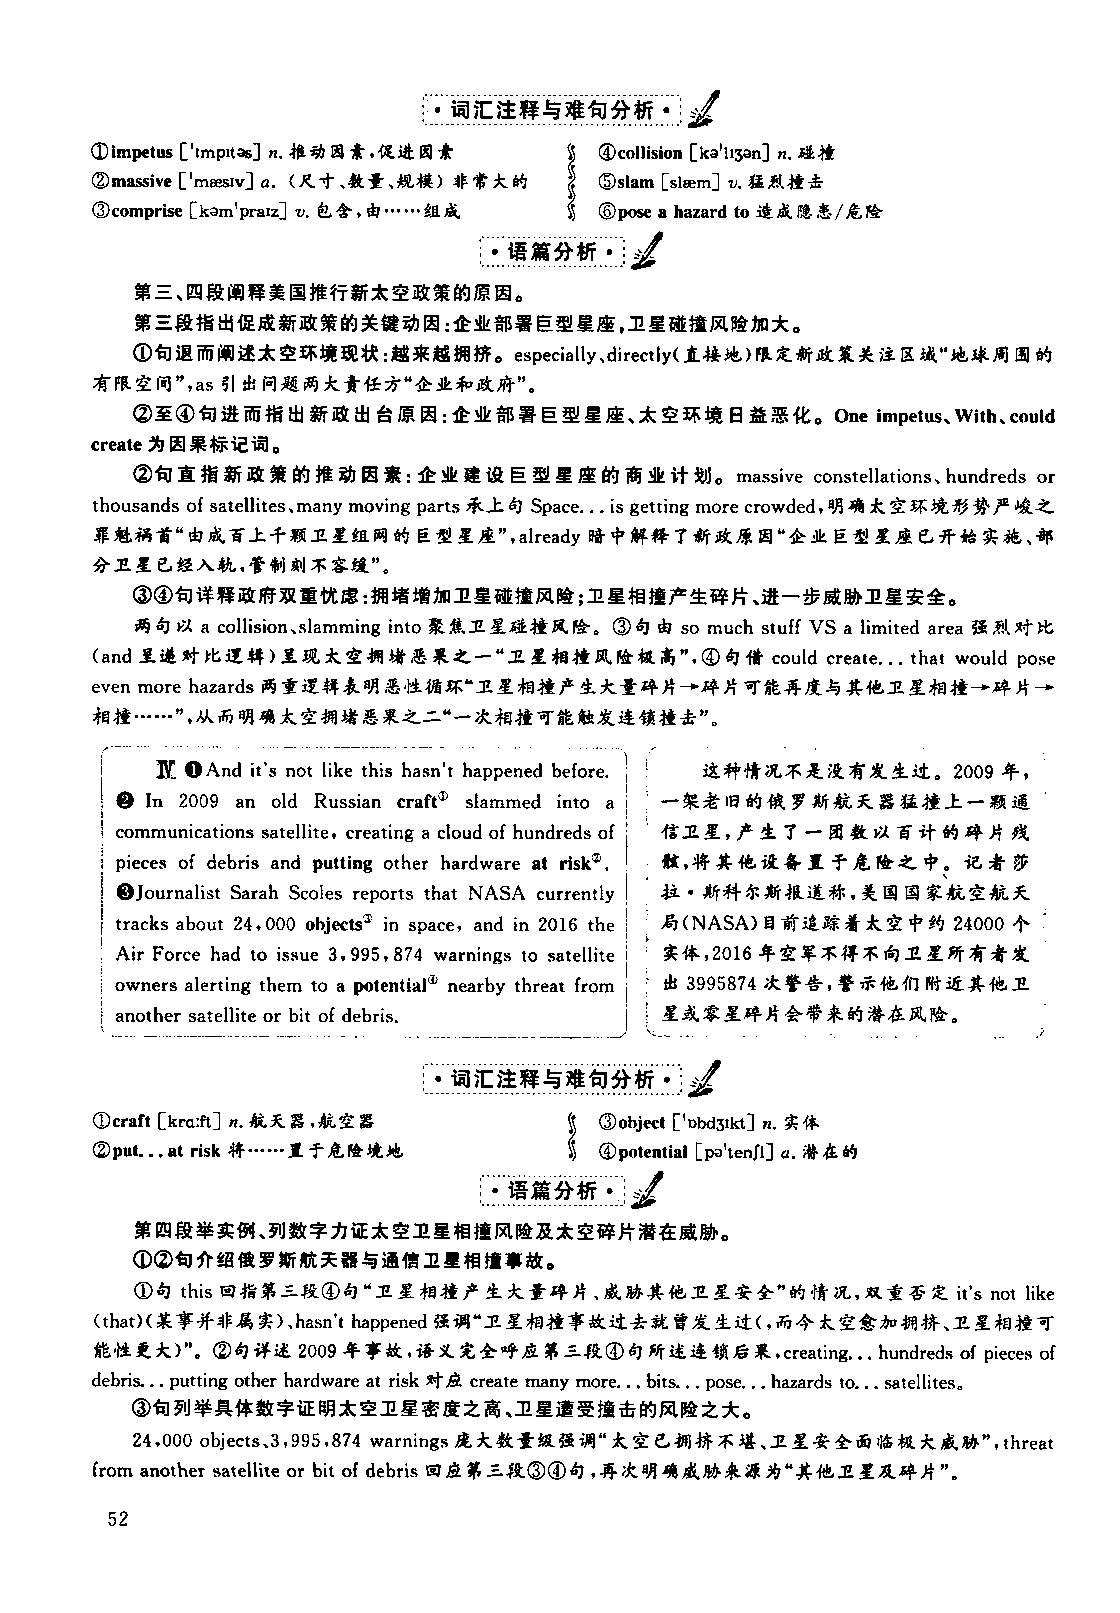 ·词汇注释与难句分析·
①impetus [ˈɪmpɪtəs] n. 推动因素,促进因素
②massive [ˈmæsɪv] a.（尺寸、数量、规模）非常大的
③comprise [kəmˈpraɪz] v. 包含,由……组成
④collision [kəˈlɪʒən] n. 碰撞
⑤slam [slæm] v. 猛烈撞击
⑥pose a hazard to 造成隐患/危险
·语篇分析·
第三、四段阐释美国推行新太空政策的原因。
第三段指出促成新政策的关键动因:企业部署巨型星座,卫星碰撞风险加大。
①句退而阐述太空环境现状:越来越拥挤。especially、directly(直接地)限定新政策关注区域“地球周围的
有限空间”,as 引出问题两大责任方“企业和政府”。
②至④句进而指出新政出台原因:企业部署巨型星座、太空环境日益恶化。One impetus、With、could
create 为因果标记词。
②句直指新政策的推动因素:企业建设巨型星座的商业计划。massive constellations、hundreds or
thousands of satellites、many moving parts 承上句 Space... is getting more crowded,明确太空环境形势严峻之
罪魁祸首“由成百上千颗卫星组网的巨型星座”,already 暗中解释了新政原因“企业巨型星座已开始实施、部
分卫星已经入轨,管制刻不容缓”。
③④句详释政府双重忧虑:拥堵增加卫星碰撞风险;卫星相撞产生碎片、进一步威胁卫星安全。
两句以 a collision、slamming into 聚焦卫星碰撞风险。③句由 so much stuff VS a limited area 强烈对比
(and 呈递对比逻辑)呈现太空拥堵恶果之一“卫星相撞风险极高”,④句借 could create... that would pose
even more hazards 两重逻辑表明恶性循环“卫星相撞产生大量碎片→碎片可能再度与其他卫星相撞→碎片→
相撞……”,从而明确太空拥堵恶果之二“一次相撞可能触发连锁撞击”。
Ⅳ ❶And it's not like this hasn't happened before.
❷ In 2009 an old Russian craft① slammed into a
communications satellite, creating a cloud of hundreds of
pieces of debris and putting other hardware at risk②.
❸Journalist Sarah Scoles reports that NASA currently
tracks about 24,000 objects③ in space, and in 2016 the
Air Force had to issue 3,995,874 warnings to satellite
owners alerting them to a potential④ nearby threat from
another satellite or bit of debris.
这种情况不是没有发生过。2009 年,
一架老旧的俄罗斯航天器猛撞上一颗通
信卫星,产生了一团数以百计的碎片残
骸,将其他设备置于危险之中。记者莎
拉·斯科尔斯报道称,美国国家航空航天
局(NASA)目前追踪着太空中约 24000 个
实体,2016 年空军不得不向卫星所有者发
出 3995874 次警告,警示他们附近其他卫
星或零星碎片会带来的潜在风险。
·词汇注释与难句分析·
①craft [krɑːft] n. 航天器,航空器
②put... at risk 将……置于危险境地
③object [ˈɒbdʒɪkt] n. 实体
④potential [pəˈtenʃl] a. 潜在的
·语篇分析·
第四段举实例、列数字力证太空卫星相撞风险及太空碎片潜在威胁。
①②句介绍俄罗斯航天器与通信卫星相撞事故。
①句 this 回指第三段④句“卫星相撞产生大量碎片、威胁其他卫星安全”的情况,双重否定 it's not like
(that)(某事并非属实)、hasn't happened 强调“卫星相撞事故过去就曾发生过(,而今太空愈加拥挤、卫星相撞可
能性更大)”。②句详述 2009 年事故,语义完全呼应第三段④句所述连锁后果,creating... hundreds of pieces of
debris... putting other hardware at risk 对应 create many more... bits... pose... hazards to... satellites。
③句列举具体数字证明太空卫星密度之高、卫星遭受撞击的风险之大。
24,000 objects、3,995,874 warnings 庞大数量级强调“太空已拥挤不堪、卫星安全面临极大威胁”,threat
from another satellite or bit of debris 回应第三段③④句,再次明确威胁来源为“其他卫星及碎片”。
52